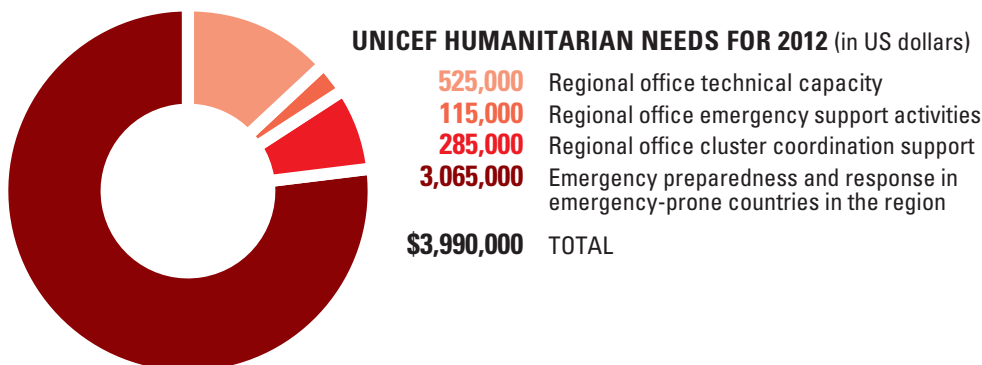 UNICEF HUMANITARIAN NEEDS FOR 2012 (in US dollars)
525,000 Regional office technical capacity
115,000 Regional office emergency support activities
285,000 Regional office cluster coordination support
3,065,000 Emergency preparedness and response in
emergency-prone countries in the region
$3,990,000 TOTAL